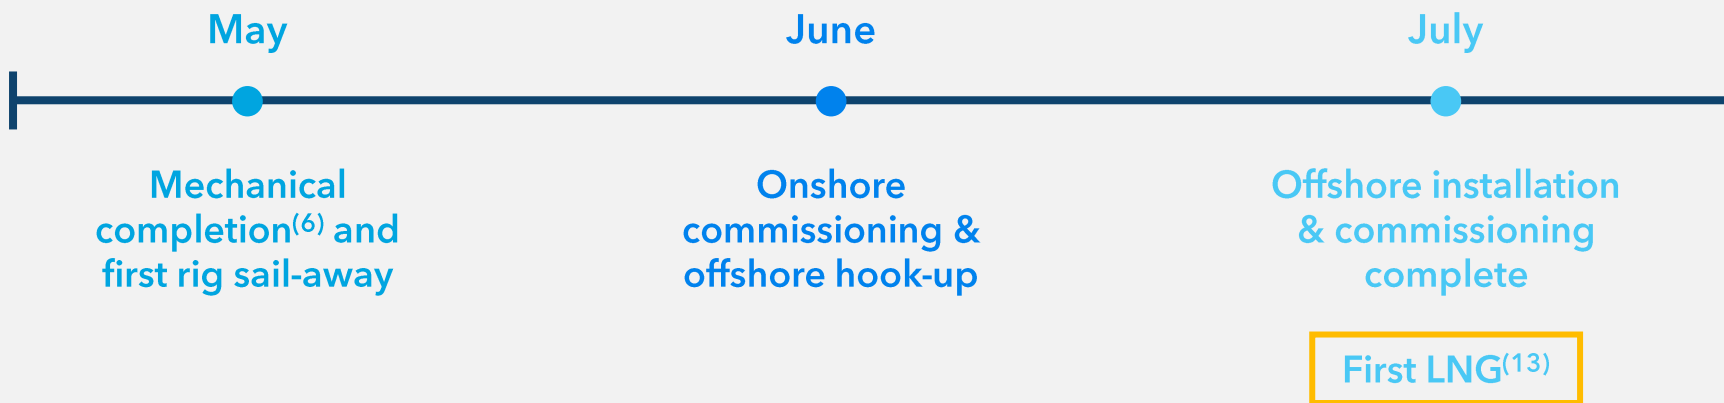 May
June
July
Mechanical
completion(6) and
first rig sail-away
Onshore
commissioning &
offshore hook-up
Offshore installation
& commissioning
complete
First LNG(13)